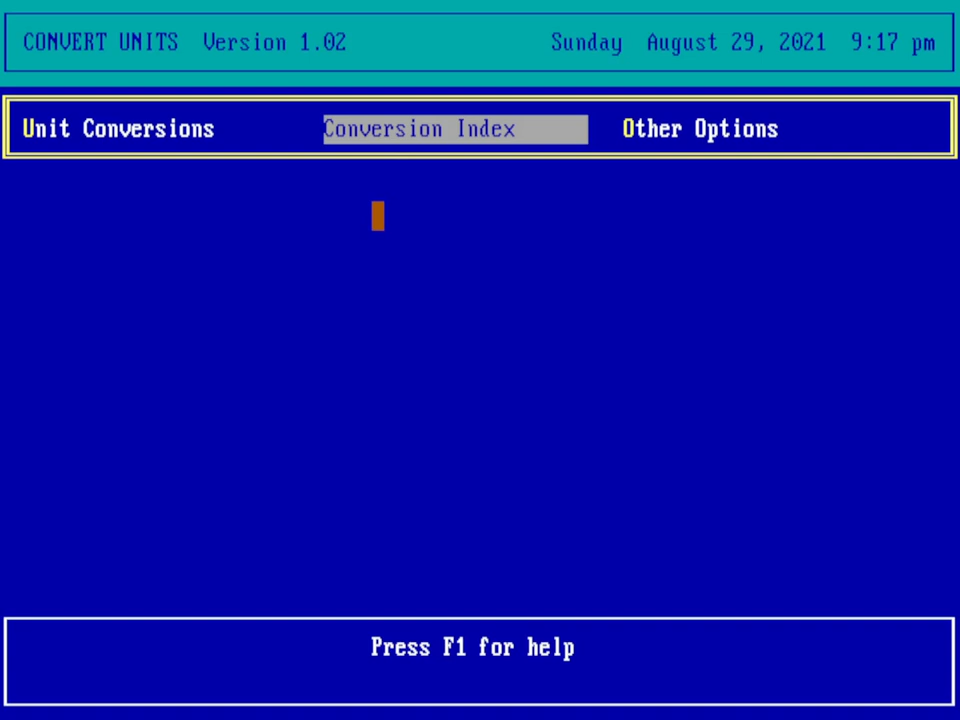 CONVERT UNITS  Version 1.02  Sunday  August 29, 2021  9:17 pm
Unit Conversions  Conversion Index  Other Options
Press F1 for help